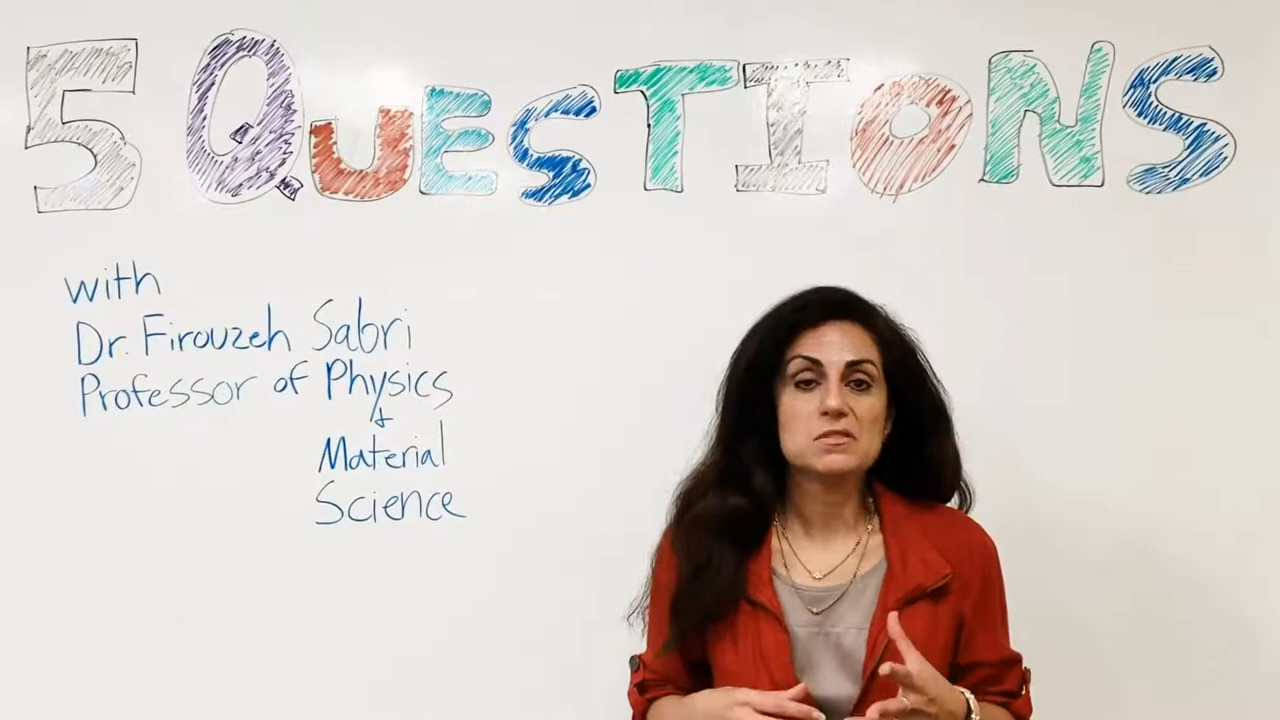 5 QUESTIONS
with
Dr. Firouzeh Sabri
Professor of Physics
+
Material
Science